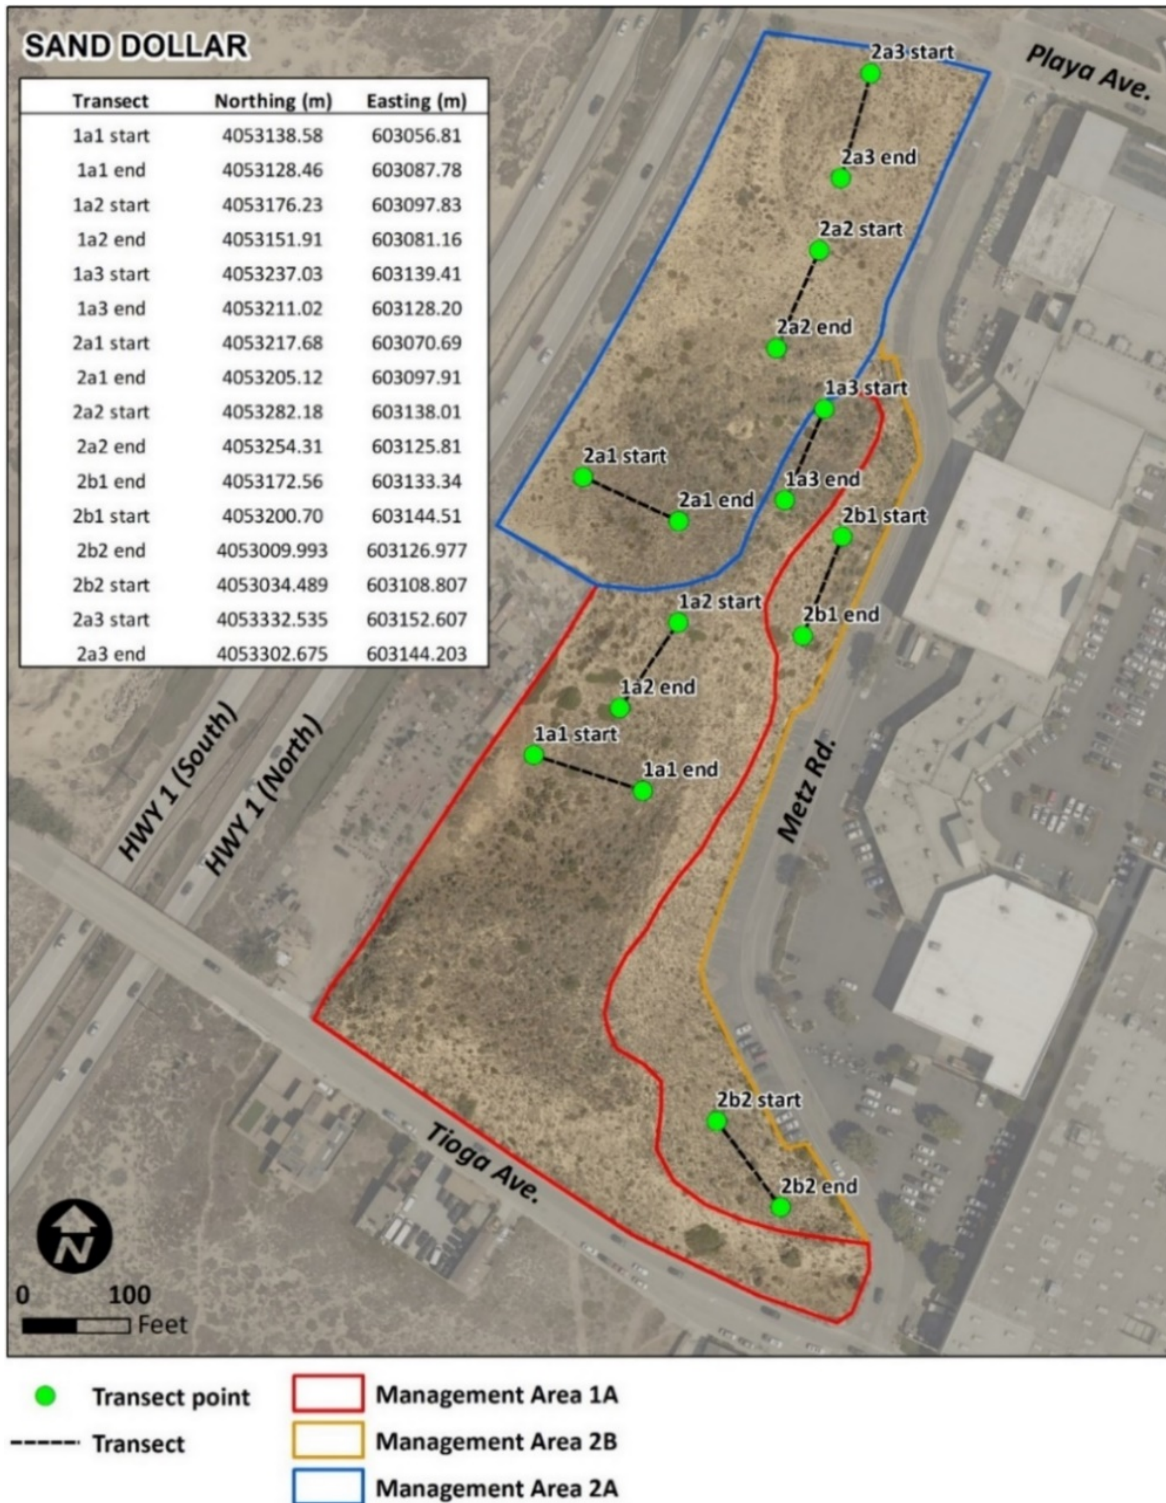 SAND DOLLAR
Transect Northing (m) Easting (m)
1a1 start 4053138.58 603056.81
1a1 end 4053128.46 603087.78
1a2 start 4053176.23 603097.83
1a2 end 4053151.91 603081.16
1a3 start 4053237.03 603139.41
1a3 end 4053211.02 603128.20
2a1 start 4053217.68 603070.69
2a1 end 4053205.12 603097.91
2a2 start 4053282.18 603138.01
2a2 end 4053254.31 603125.81
2b1 end 4053172.56 603133.34
2b1 start 4053200.70 603144.51
2b2 end 4053009.993 603126.977
2b2 start 4053034.489 603108.807
2a3 start 4053332.535 603152.607
2a3 end 4053302.675 603144.203
2a3 start
Playa Ave.
2a3 end
2a2 start
2a2 end
1a3 start
2a1 start
1a3 end
2a1 end
2b1 start
1a2 start
2b1 end
1a2 end
1a1 start
1a1 end
HWY 1 (South)
HWY 1 (North)
Metz Rd.
2b2 start
Tioga Ave.
2b2 end
N
0 100
Feet
Transect point
Transect
Management Area 1A
Management Area 2B
Management Area 2A